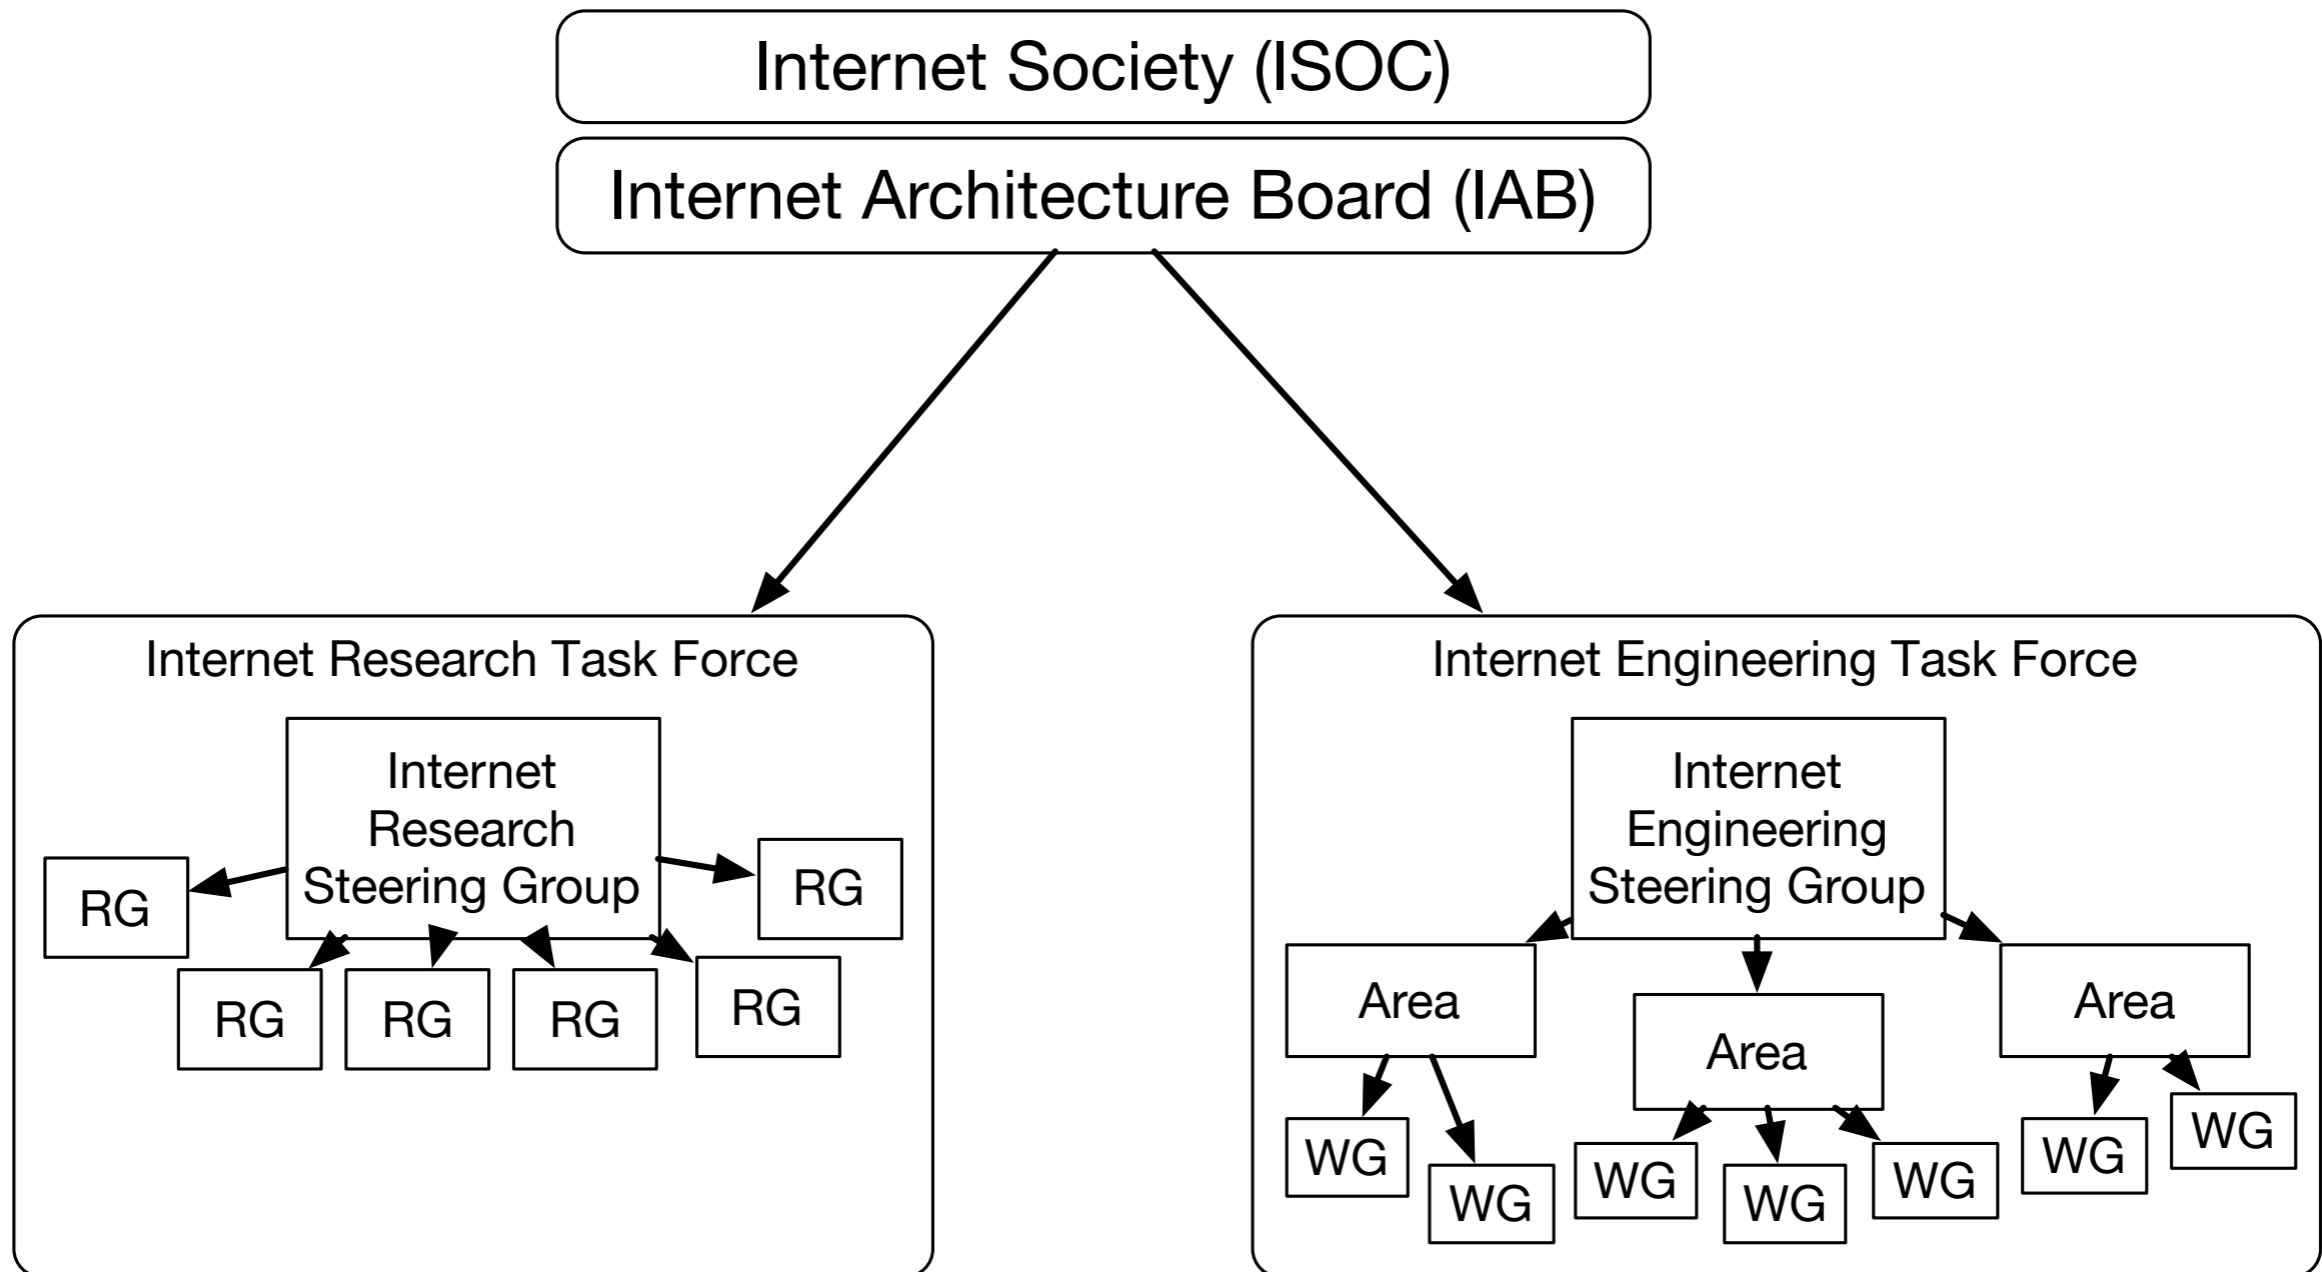 Internet Society (ISOC)
Internet Architecture Board (IAB)
Internet Research Task Force
Internet
Research
Steering Group
RG
RG
RG
RG
RG
RG
Internet Engineering Task Force
Internet
Engineering
Steering Group
Area
Area
Area
WG
WG
WG
WG
WG
WG
WG